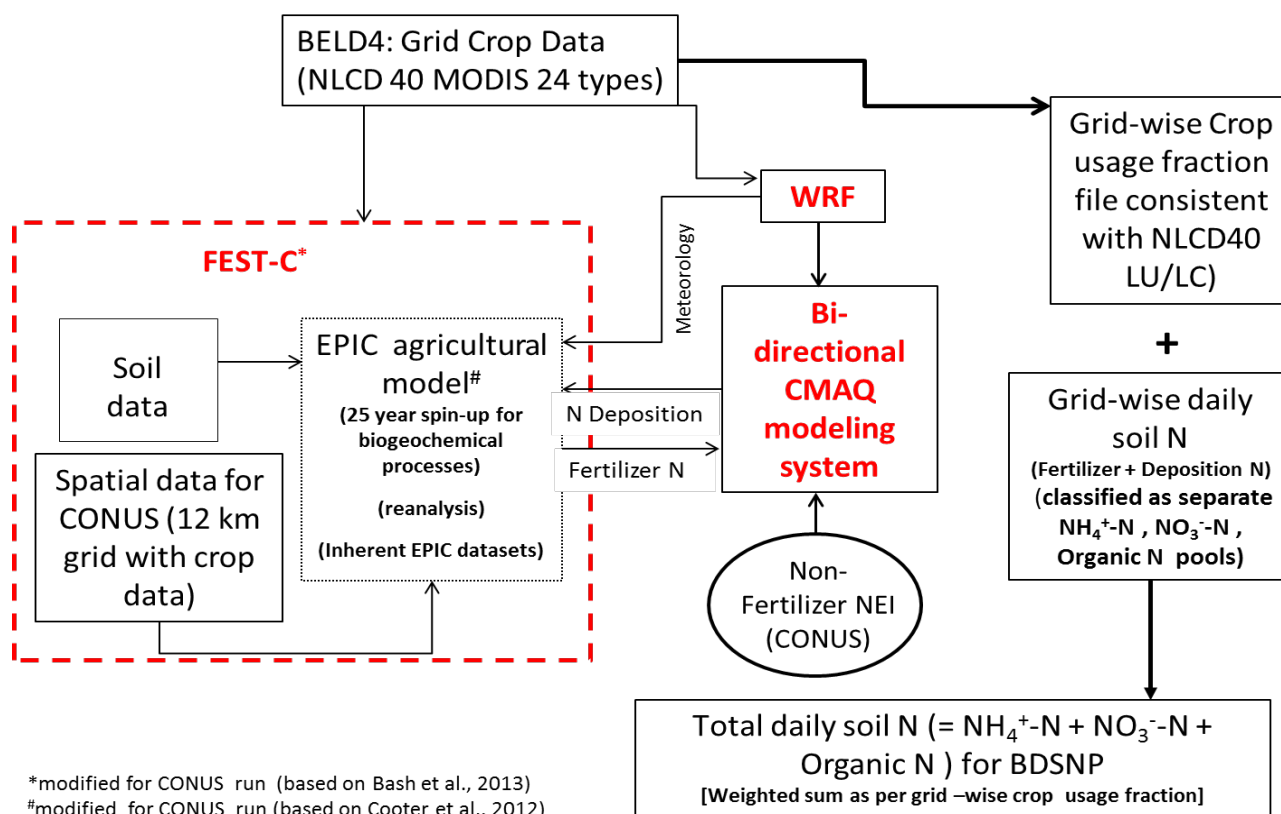 BELD4: Grid Crop Data
(NLCD 40 MODIS 24 types)
Grid-wise Crop
usage fraction
file consistent
with NLCD40
LU/LC)
WRF
Meteorology
FEST-C*
Soil
data
EPIC agricultural
model#
(25 year spin-up for
biogeochemical
processes)
(reanalysis)
(Inherent EPIC datasets)
Spatial data for
CONUS (12 km
grid with crop
data)
N Deposition
Fertilizer N
Bi-
directional
CMAQ
modeling
system
Non-
Fertilizer NEI
(CONUS)
+
Grid-wise daily
soil N
(Fertilizer + Deposition N)
(classified as separate
NH₄⁺-N , NO₃⁻-N ,
Organic N pools)
Total daily soil N (= NH₄⁺-N + NO₃⁻-N +
Organic N ) for BDSNP
[Weighted sum as per grid –wise crop usage fraction]
*modified for CONUS run (based on Bash et al., 2013)
#modified for CONUS run (based on Cooter et al., 2012)